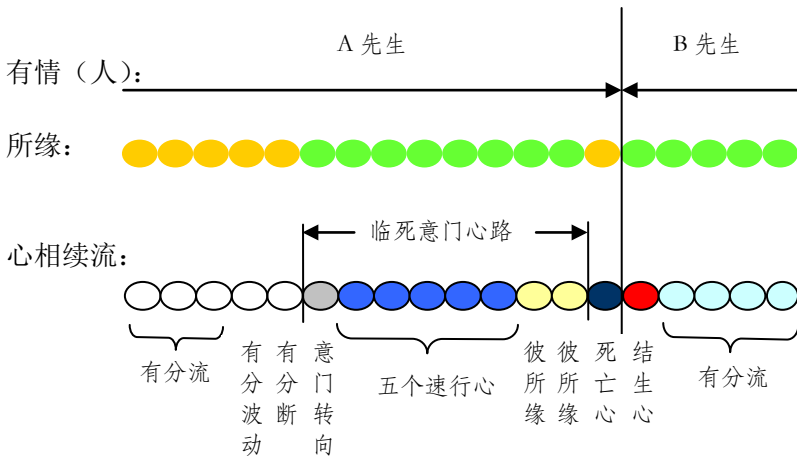 A 先生
B 先生
有情（人）：
所缘：
临死意门心路
心相续流：
有分流
有分波动
有分断
意门转向
五个速行心
彼所缘
彼所缘
死亡心
结生心
有分流